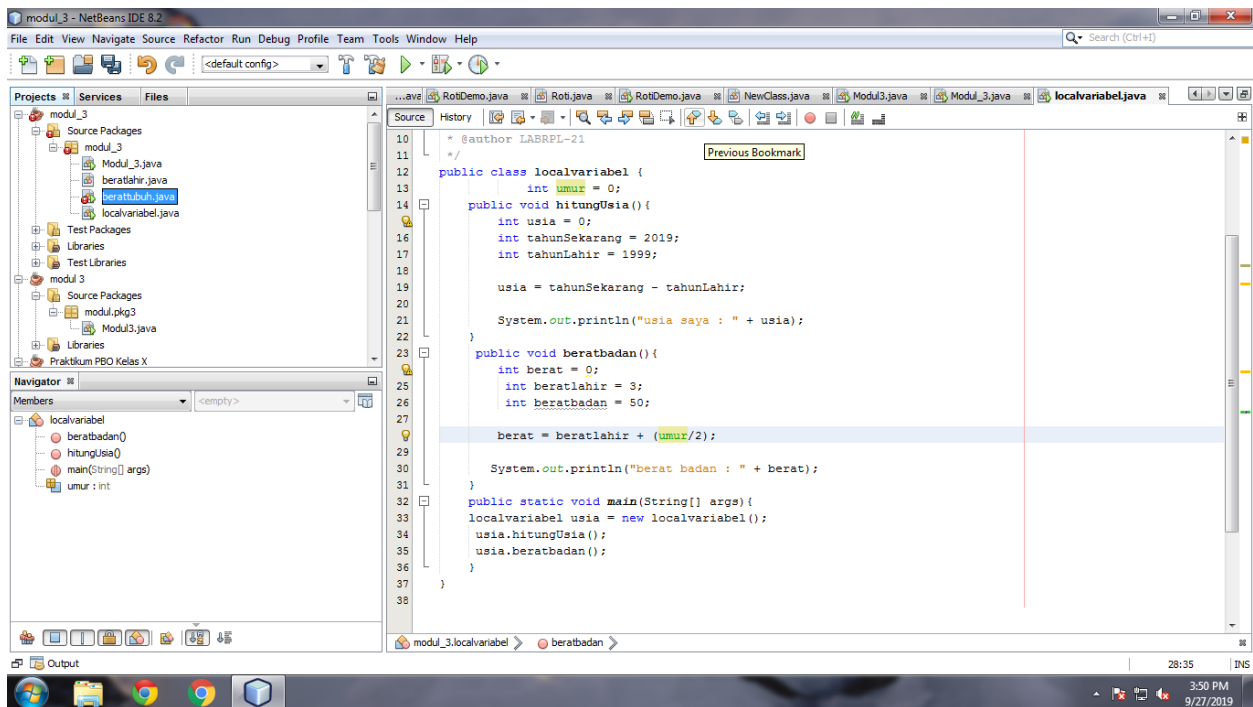 modul_3 - NetBeans IDE 8.2
File Edit View Navigate Source Refactor Run Debug Profile Team Tools Window Help
Search (Ctrl+I)
<default config>
Projects Services Files
modul_3
Source Packages
modul_3
Modul_3.java
beratlahir.java
berattubuh.java
localvariabel.java
Test Packages
Libraries
Test Libraries
modul 3
Source Packages
modul.pkg3
Modul3.java
Libraries
Praktikum PBO Kelas X
Navigator
Members
<empty>
localvariabel
beratbadan()
hitungUsia()
main(String[] args)
umur : int
...ava RotiDemo.java Roti.java RotiDemo.java NewClass.java Modul3.java Modul_3.java localvariabel.java
Source History
Previous Bookmark
10 * @author LABRPL-21
11 */
12 public class localvariabel {
13 int umur = 0;
14 public void hitungUsia(){
int usia = 0;
16 int tahunSekarang = 2019;
17 int tahunLahir = 1999;
18
19 usia = tahunSekarang - tahunLahir;
20
21 System.out.println("usia saya : " + usia);
22 }
23 public void beratbadan(){
int berat = 0;
25 int beratlahir = 3;
26 int beratbadan = 50;
27
berat = beratlahir + (umur/2);
29
30 System.out.println("berat badan : " + berat);
31 }
32 public static void main(String[] args){
33 localvariabel usia = new localvariabel();
34 usia.hitungUsia();
35 usia.beratbadan();
36 }
37 }
38
modul_3.localvariabel beratbadan
Output
28:35 INS
3:50 PM
9/27/2019